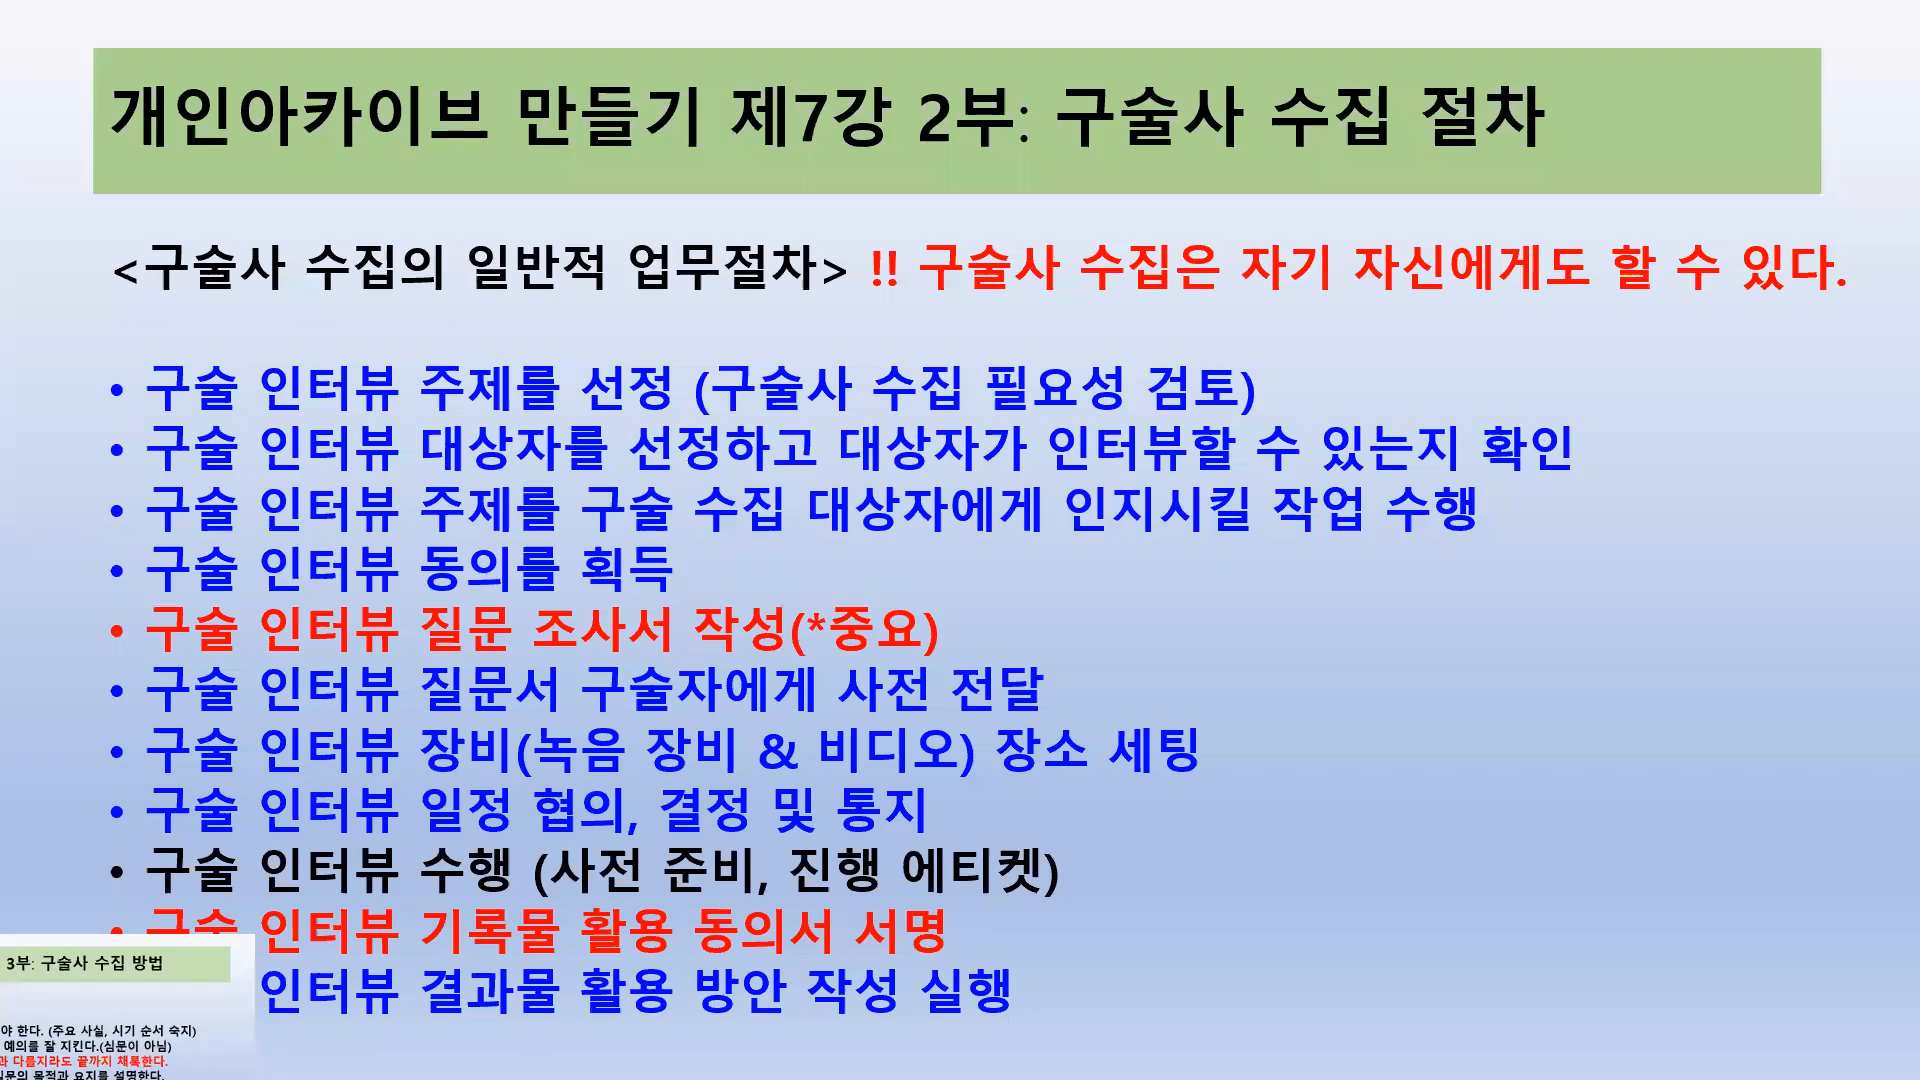 개인아카이브 만들기 제7강 2부: 구술사 수집 절차
<구술사 수집의 일반적 업무절차> !! 구술사 수집은 자기 자신에게도 할 수 있다.
• 구술 인터뷰 주제를 선정 (구술사 수집 필요성 검토)
• 구술 인터뷰 대상자를 선정하고 대상자가 인터뷰할 수 있는지 확인
• 구술 인터뷰 주제를 구술 수집 대상자에게 인지시킬 작업 수행
• 구술 인터뷰 동의를 획득
• 구술 인터뷰 질문 조사서 작성(*중요)
• 구술 인터뷰 질문서 구술자에게 사전 전달
• 구술 인터뷰 장비(녹음 장비 & 비디오) 장소 세팅
• 구술 인터뷰 일정 협의, 결정 및 통지
• 구술 인터뷰 수행 (사전 준비, 진행 에티켓)
• 구술 인터뷰 기록물 활용 동의서 서명
인터뷰 결과물 활용 방안 작성 실행
3부: 구술사 수집 방법
야 한다. (주요 사실, 시기 순서 숙지)
예의를 잘 지킨다.(심문이 아님)
과 다를지라도 끝까지 채록한다.
질문의 목적과 요지를 설명한다.